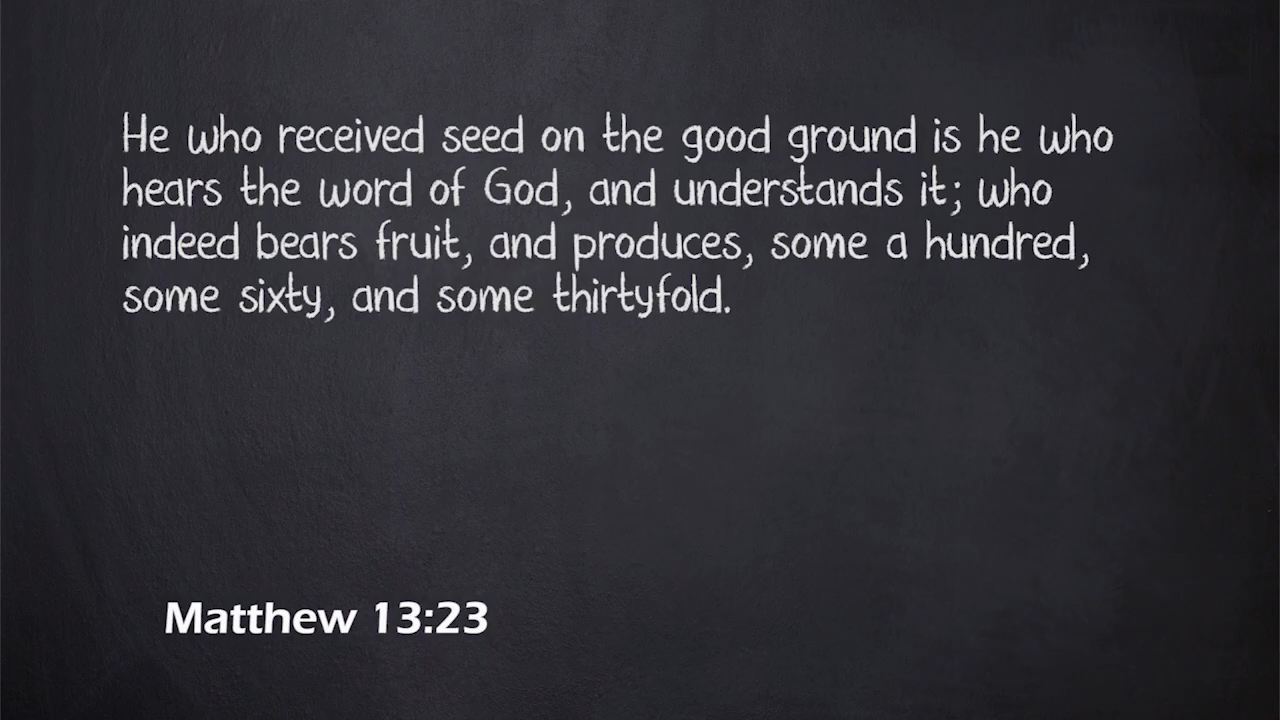 He who received seed on the good ground is he who
hears the word of God, and understands it; who
indeed bears fruit, and produces, some a hundred,
some sixty, and some thirtyfold.
Matthew 13:23